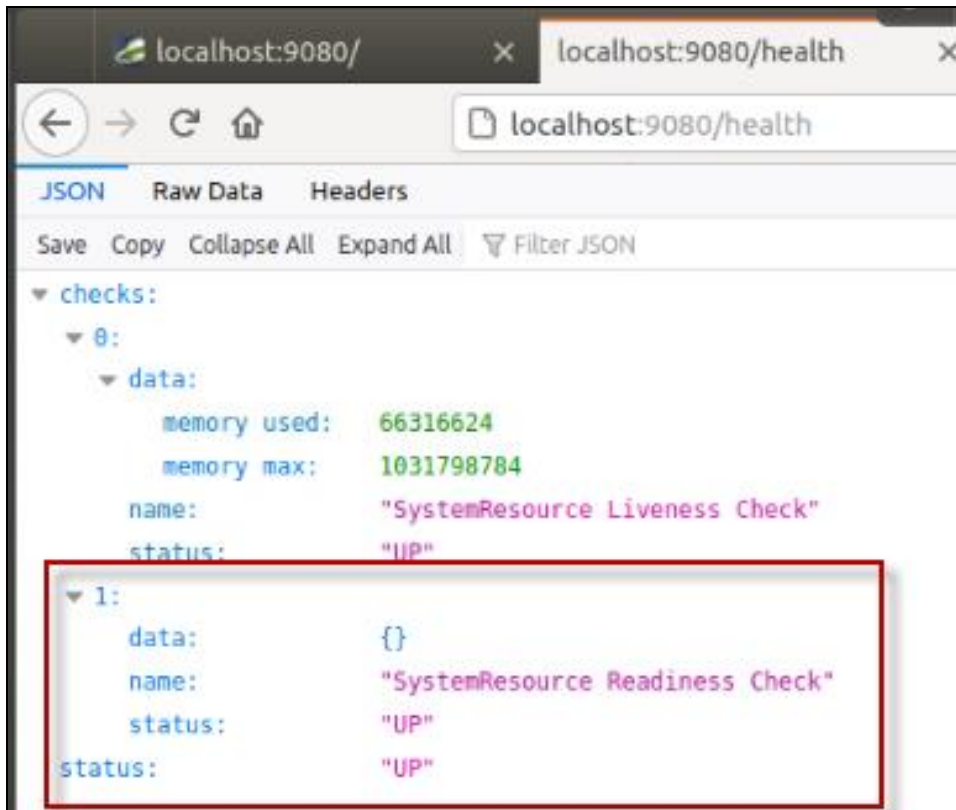 localhost:9080/ × localhost:9080/health ×
localhost:9080/health
JSON Raw Data Headers
Save Copy Collapse All Expand All Filter JSON
checks:
0:
data:
memory used: 66316624
memory max: 1031798784
name: "SystemResource Liveness Check"
status: "UP"
1:
data: {}
name: "SystemResource Readiness Check"
status: "UP"
status: "UP"